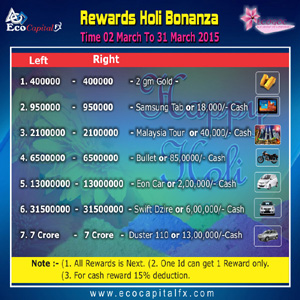 EcoCapitalfx
Rewards Holi Bonanza
Time 02 March To 31 March 2015
Left Right
1. 400000 - 400000 - 2 gm Gold -
2. 950000 - 950000 - Samsung Tab or 18,000/- Cash
3. 2100000 - 2100000 - Malaysia Tour or 40,000/- Cash
4. 6500000 - 6500000 - Bullet or 85,0000/- Cash
5. 13000000 - 13000000 - Eon Car or 2,00,000/- Cash
6. 31500000 - 31500000 - Swift Dzire or 6,00,000/- Cash
7. 7 Crore - 7 Crore - Duster 110 or 13,00,000/-Cash
Happy
Holi
Note :- (1. All Rewards is Next. (2. One Id can get 1 Reward only.
(3. For cash reward 15% deduction.
www.ecocapitalfx.com